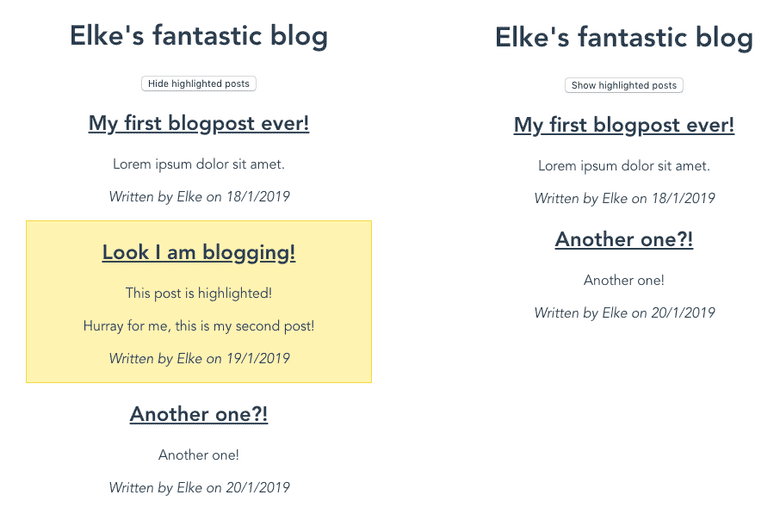 Elke's fantastic blog
Hide highlighted posts
My first blogpost ever!
Lorem ipsum dolor sit amet.
Written by Elke on 18/1/2019
Look I am blogging!
This post is highlighted!
Hurray for me, this is my second post!
Written by Elke on 19/1/2019
Another one?!
Another one!
Written by Elke on 20/1/2019
Elke's fantastic blog
Show highlighted posts
My first blogpost ever!
Lorem ipsum dolor sit amet.
Written by Elke on 18/1/2019
Another one?!
Another one!
Written by Elke on 20/1/2019